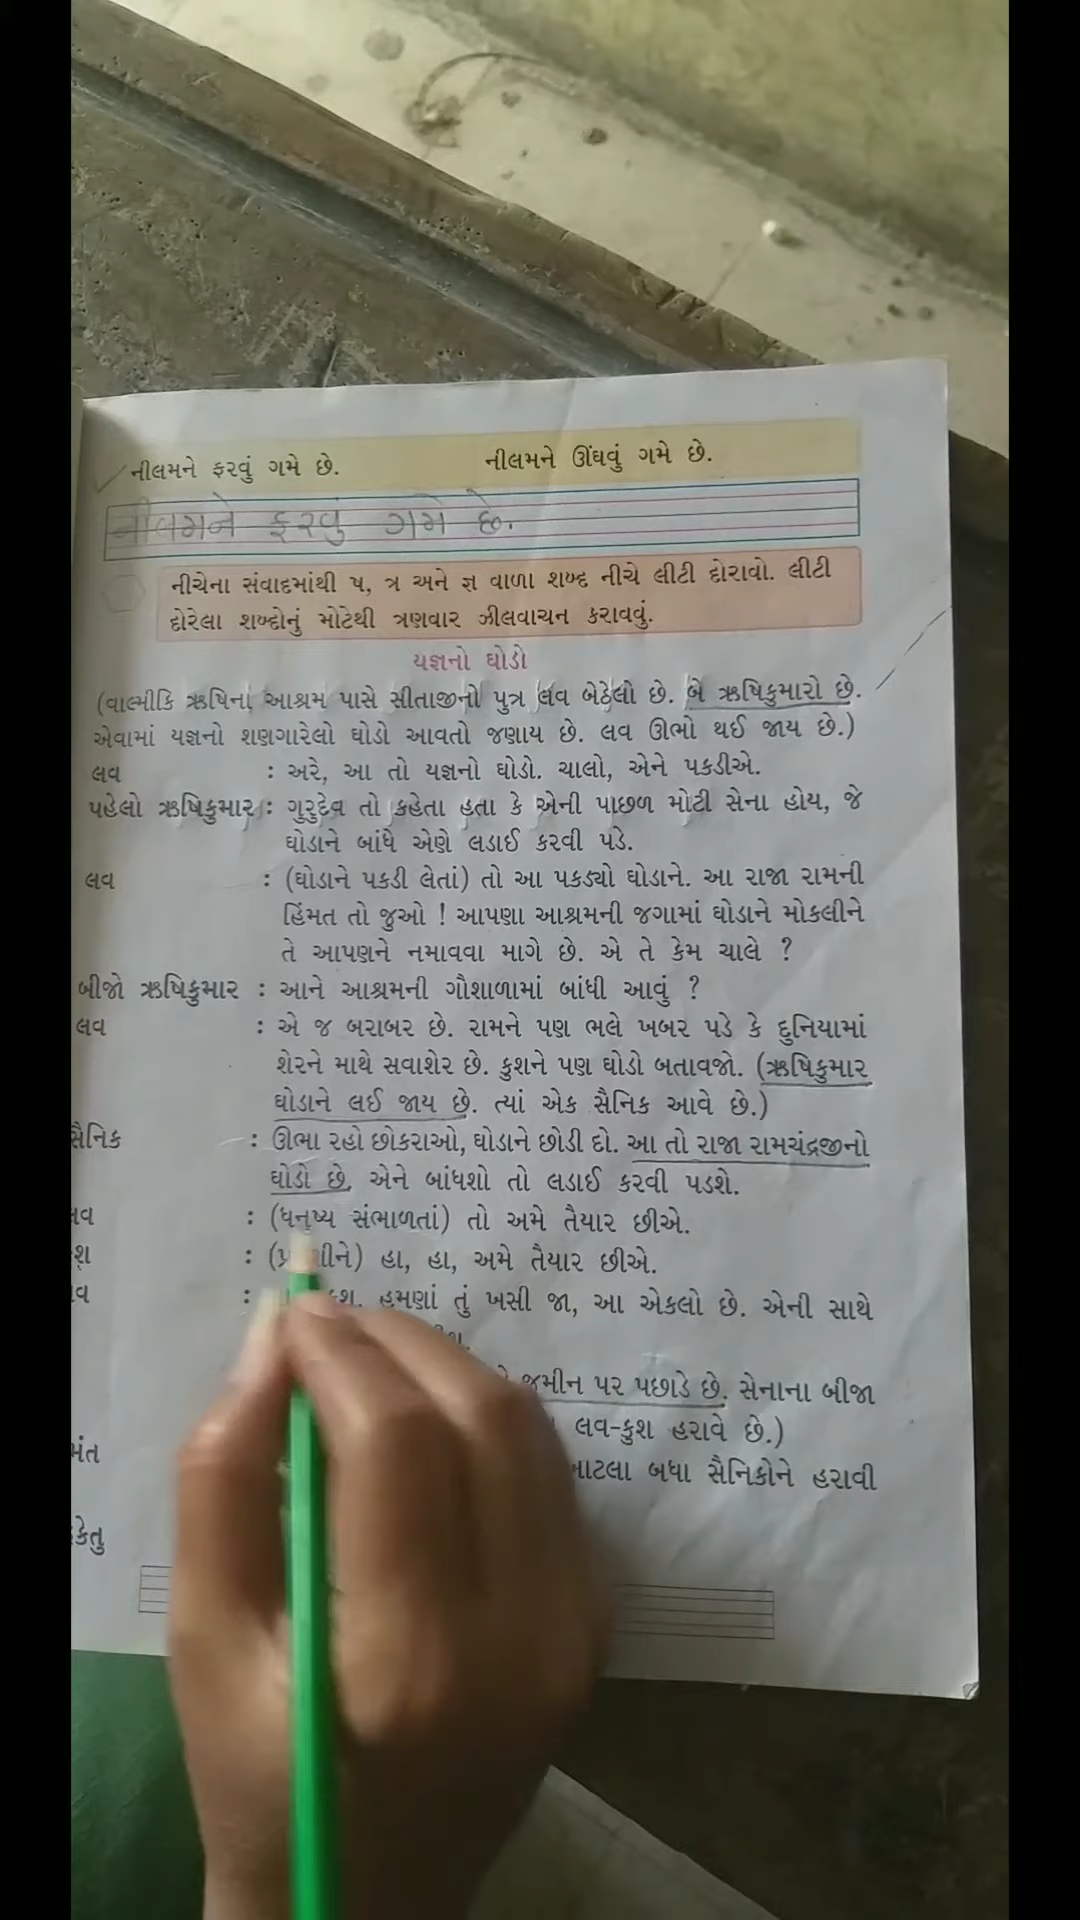 નીલમને ફરવું ગમે છે. નીલમને ઊંઘવું ગમે છે.
નીલમને ફરવું ગમે છે.
નીચેના સંવાદમાંથી ષ, ત્ર અને જ્ઞ વાળા શબ્દ નીચે લીટી દોરાવો. લીટી
દોરેલા શબ્દોનું મોટેથી ત્રણવાર ઝીલવાચન કરાવવું.
યજ્ઞનો ઘોડો
(વાલ્મીકિ ઋષિના આશ્રમ પાસે સીતાજીનો પુત્ર લવ બેઠેલો છે. બે ઋષિકુમારો છે.
એવામાં યજ્ઞનો શણગારેલો ઘોડો આવતો જણાય છે. લવ ઊભો થઈ જાય છે.)
લવ : અરે, આ તો યજ્ઞનો ઘોડો. ચાલો, એને પકડીએ.
પહેલો ઋષિકુમાર : ગુરુદેવ તો કહેતા હતા કે એની પાછળ મોટી સેના હોય, જે
ઘોડાને બાંધે એણે લડાઈ કરવી પડે.
લવ : (ઘોડાને પકડી લેતાં) તો આ પકડ્યો ઘોડાને. આ રાજા રામની
હિંમત તો જુઓ ! આપણા આશ્રમની જગામાં ઘોડાને મોકલીને
તે આપણને નમાવવા માગે છે. એ તે કેમ ચાલે ?
બીજો ઋષિકુમાર : આને આશ્રમની ગૌશાળામાં બાંધી આવું ?
લવ : એ જ બરાબર છે. રામને પણ ભલે ખબર પડે કે દુનિયામાં
શેરને માથે સવાશેર છે. કુશને પણ ઘોડો બતાવજો. (ઋષિકુમાર
ઘોડાને લઈ જાય છે. ત્યાં એક સૈનિક આવે છે.)
સૈનિક : ઊભા રહો છોકરાઓ, ઘોડાને છોડી દો. આ તો રાજા રામચંદ્રજીનો
ઘોડો છે. એને બાંધશો તો લડાઈ કરવી પડશે.
: (ધનુષ્ય સંભાળતાં) તો અમે તૈયાર છીએ.
: હા, હા, અમે તૈયાર છીએ.
: હમણાં તું ખસી જા, આ એકલો છે. એની સાથે
જમીન પર પછાડે છે. સેનાના બીજા
લવ-કુશ હરાવે છે.)
બધા સૈનિકોને હરાવી